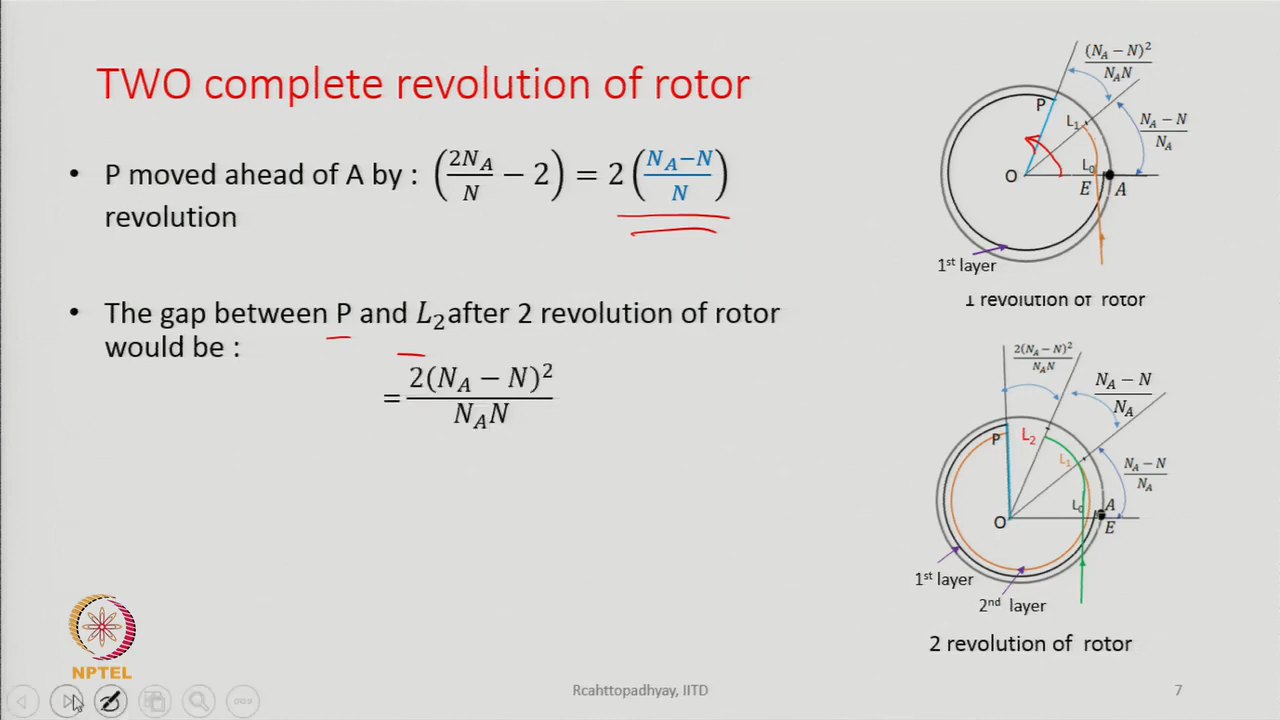 TWO complete revolution of rotor
• P moved ahead of A by : (2N_A/N − 2) = 2((N_A−N)/N)
revolution
• The gap between P and L₂ after 2 revolution of rotor
would be :
= 2(N_A − N)²/(N_A N)
(N_A − N)²/(N_A N)
P
L₁
(N_A − N)/N_A
L₀
O
E
A
1st layer
1 revolution of rotor
2(N_A − N)²/(N_A N)
(N_A − N)/N_A
P
L₂
L₁
(N_A − N)/N_A
L₀
A
O
E
1st layer
2nd layer
2 revolution of rotor
NPTEL
Rcahttopadhyay, IITD
7